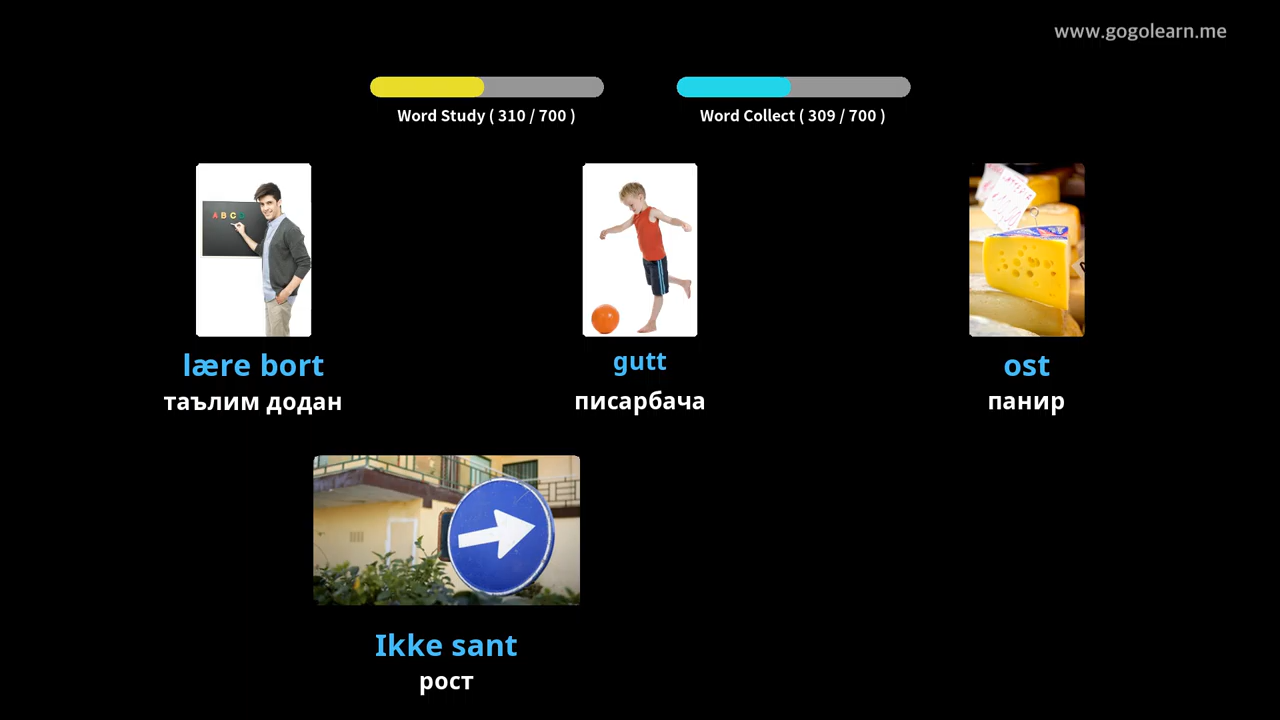 www.gogolearn.me
Word Study ( 310 / 700 )
Word Collect ( 309 / 700 )
A B C D
lære bort
таълим додан
gutt
писарбача
ost
панир
Ikke sant
рост